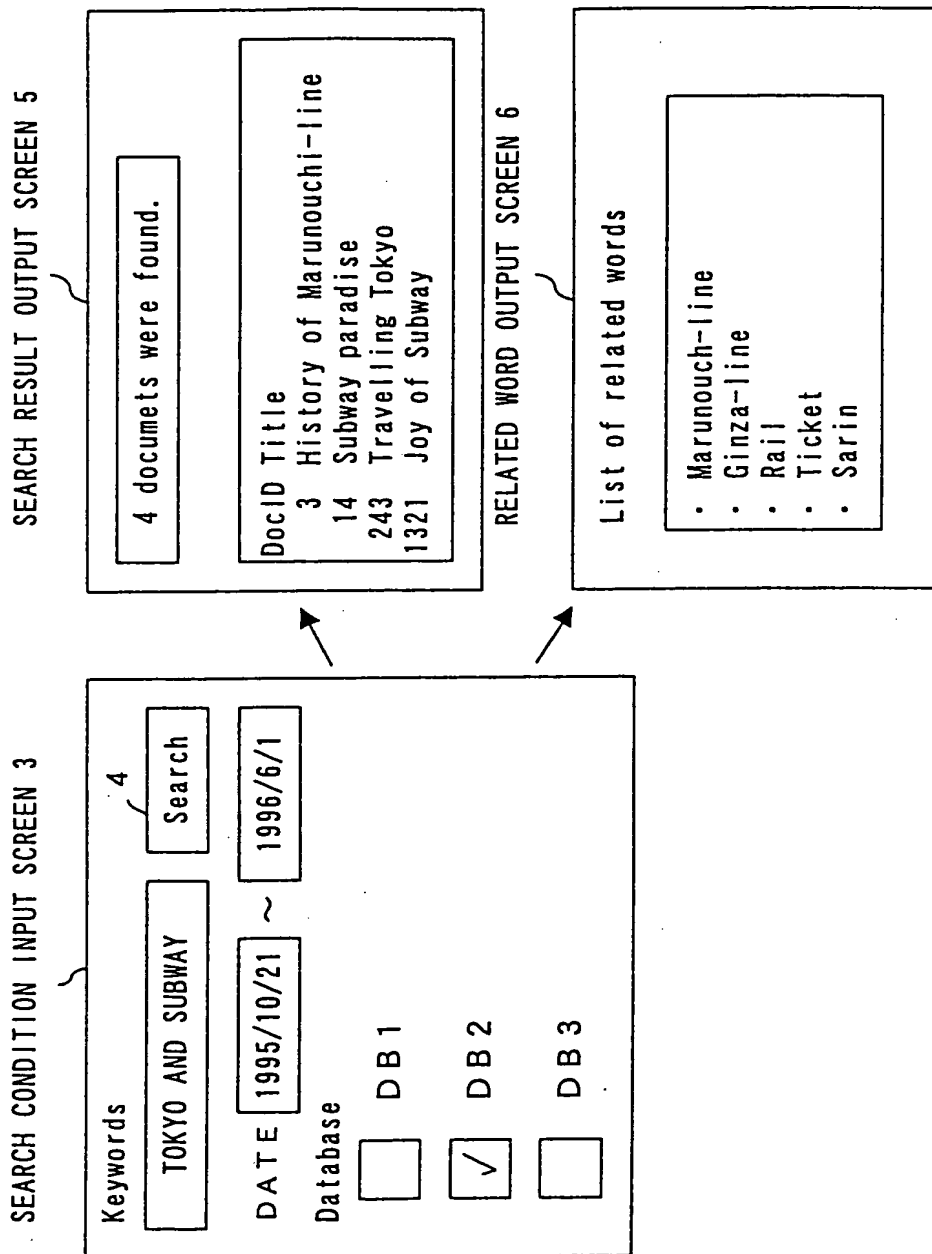 SEARCH CONDITION INPUT SCREEN 3
Keywords
4
TOKYO AND SUBWAY
Search
DATE 1995/10/21 ~ 1996/6/1
Database
DB1
√ DB2
DB3
SEARCH RESULT OUTPUT SCREEN 5
4 documets were found.
DocID Title
3 History of Marunouchi-line
14 Subway paradise
243 Travelling Tokyo
1321 Joy of Subway
RELATED WORD OUTPUT SCREEN 6
List of related words
· Marunouch-line
· Ginza-line
· Rail
· Ticket
· Sarin